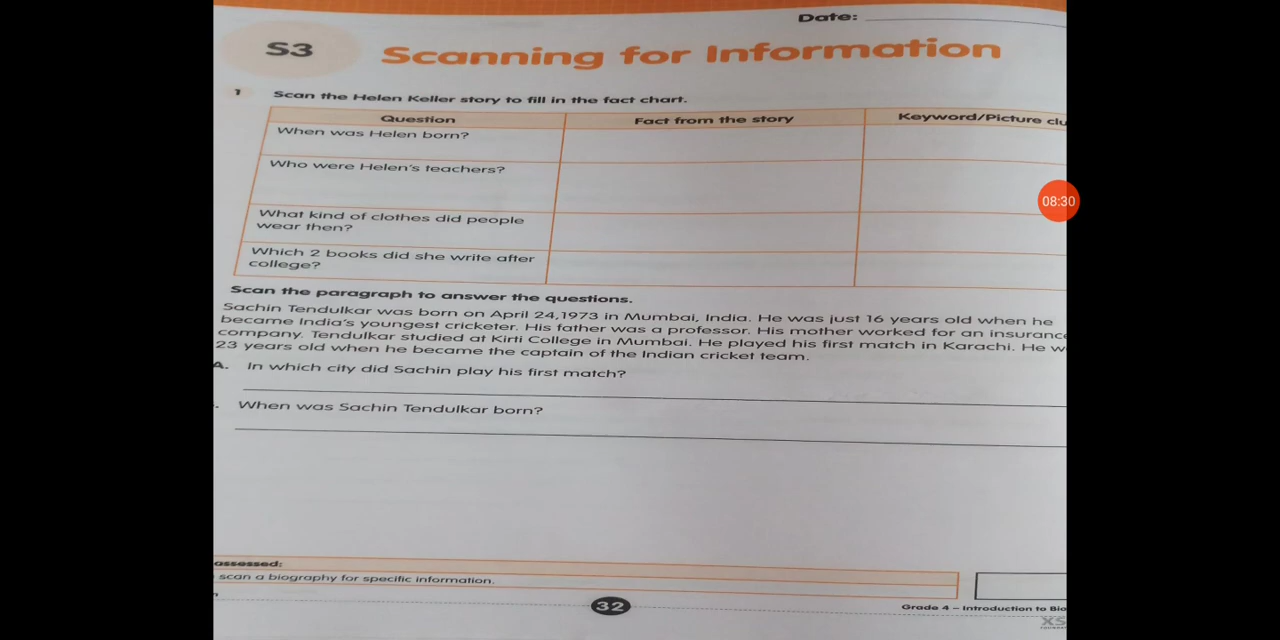 Date:
S3 Scanning for Information
1 Scan the Helen Keller story to fill in the fact chart.
Question Fact from the story Keyword/Picture clu
When was Helen born?
Who were Helen's teachers?
What kind of clothes did people
wear then?
Which 2 books did she write after
college?
Scan the paragraph to answer the questions.
Sachin Tendulkar was born on April 24,1973 in Mumbai, India. He was just 16 years old when he
became India's youngest cricketer. His father was a professor. His mother worked for an insurance
company. Tendulkar studied at Kirti College in Mumbai. He played his first match in Karachi. He w
23 years old when he became the captain of the Indian cricket team.
A. In which city did Sachin play his first match?
. When was Sachin Tendulkar born?
assessed:
scan a biography for specific information.
32
Grade 4 – Introduction to Bio
XS
08:30